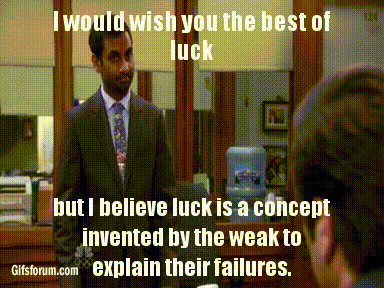 I would wish you the best of
luck
but I believe luck is a concept
invented by the weak to
explain their failures.
Gifsforum.com